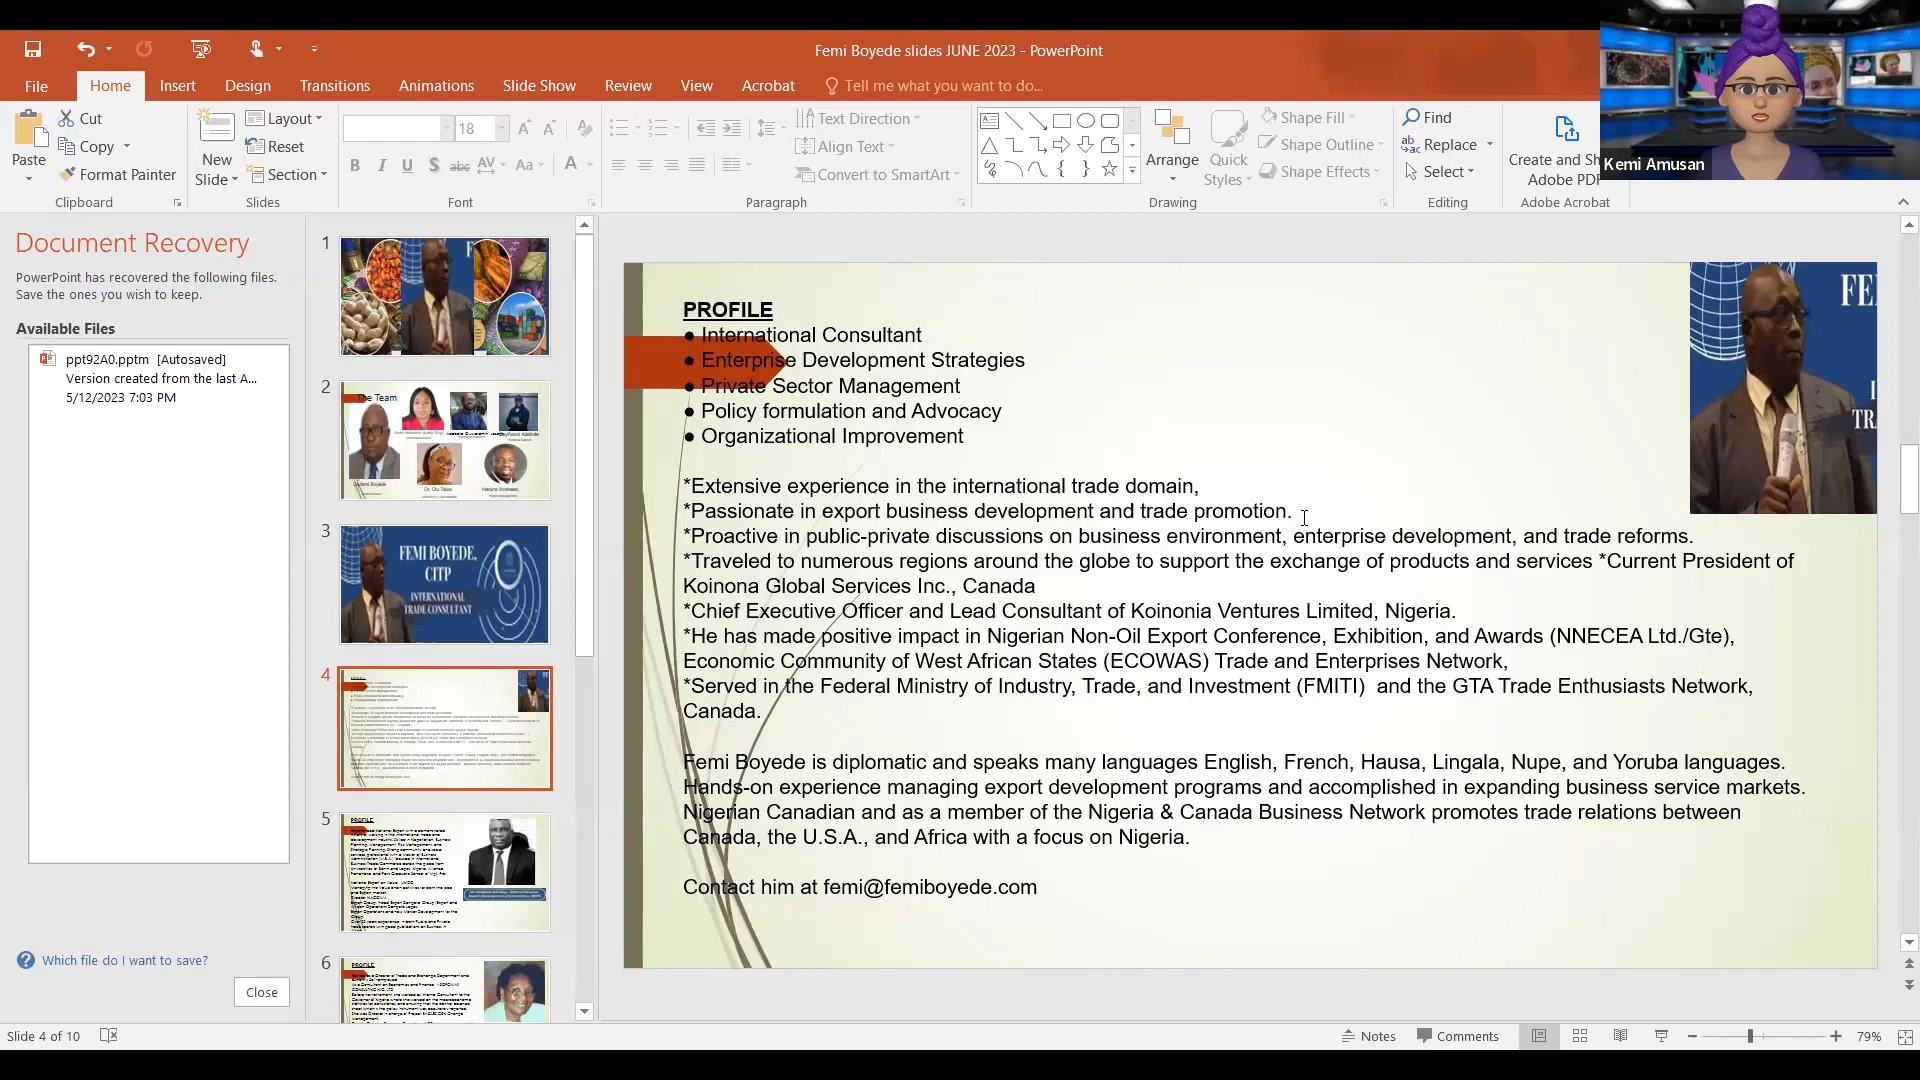 Femi Boyede slides JUNE 2023 - PowerPoint
File Home Insert Design Transitions Animations Slide Show Review View Acrobat Tell me what you want to do...
Paste
Cut
Copy
Format Painter
Clipboard
New Slide
Layout
Reset
Section
Slides
18
Font
Text Direction
Align Text
Convert to SmartArt
Paragraph
Arrange
Quick Styles
Shape Fill
Shape Outline
Shape Effects
Drawing
Find
Replace
Select
Editing
Create and Sh
Adobe PDF
Adobe Acrobat
Kemi Amusan
Document Recovery
PowerPoint has recovered the following files.
Save the ones you wish to keep.
Available Files
ppt92A0.pptm [Autosaved]
Version created from the last A...
5/12/2023 7:03 PM
Which file do I want to save?
Close
1
2
The Team
3
FEMI BOYEDE,
CITP
INTERNATIONAL
TRADE CONSULTANT
4
5
PROFILE
6
PROFILE
PROFILE
● International Consultant
● Enterprise Development Strategies
● Private Sector Management
● Policy formulation and Advocacy
● Organizational Improvement
*Extensive experience in the international trade domain,
*Passionate in export business development and trade promotion.
*Proactive in public-private discussions on business environment, enterprise development, and trade reforms.
*Traveled to numerous regions around the globe to support the exchange of products and services *Current President of
Koinona Global Services Inc., Canada
*Chief Executive Officer and Lead Consultant of Koinonia Ventures Limited, Nigeria.
*He has made positive impact in Nigerian Non-Oil Export Conference, Exhibition, and Awards (NNECEA Ltd./Gte),
Economic Community of West African States (ECOWAS) Trade and Enterprises Network,
*Served in the Federal Ministry of Industry, Trade, and Investment (FMITI)  and the GTA Trade Enthusiasts Network,
Canada.
Femi Boyede is diplomatic and speaks many languages English, French, Hausa, Lingala, Nupe, and Yoruba languages.
Hands-on experience managing export development programs and accomplished in expanding business service markets.
Nigerian Canadian and as a member of the Nigeria & Canada Business Network promotes trade relations between
Canada, the U.S.A., and Africa with a focus on Nigeria.
Contact him at femi@femiboyede.com
FE
I
TRA
Slide 4 of 10
Notes
Comments
79%